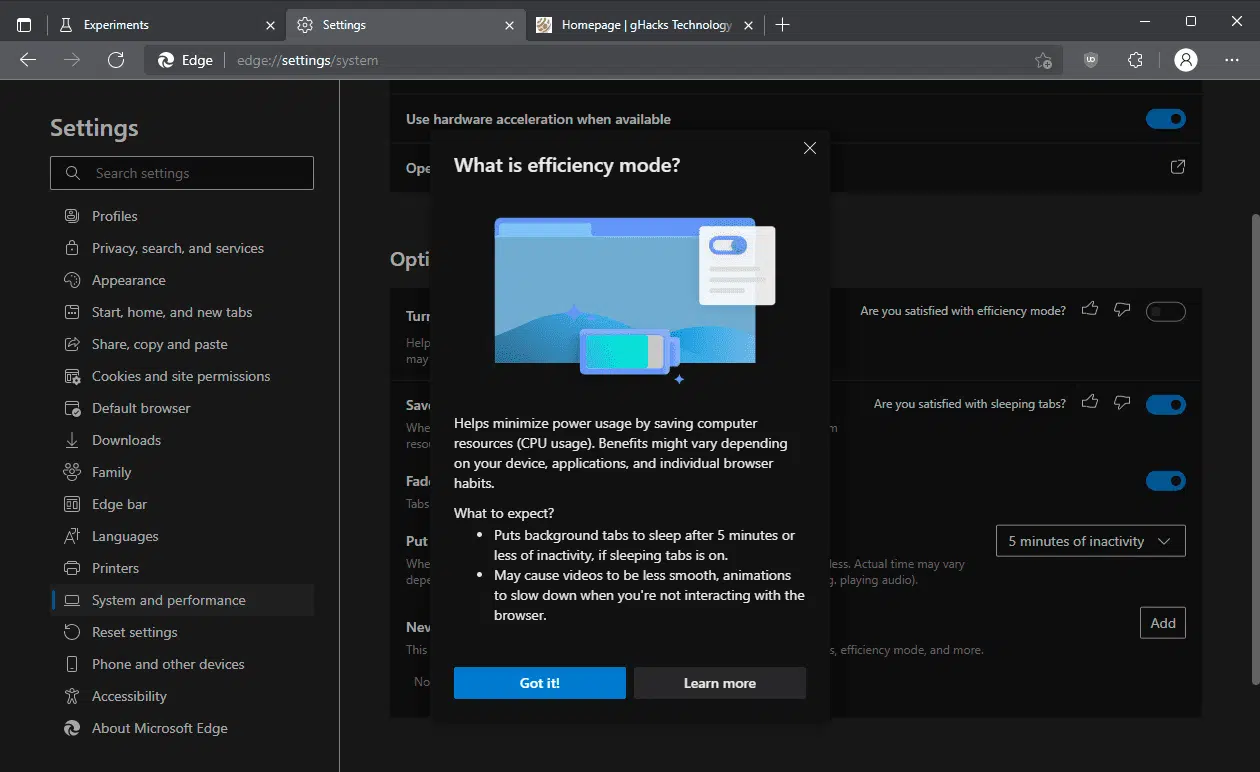 Experiments
Settings
Homepage | gHacks Technology
Edge
edge://settings/system
Settings
Search settings
Profiles
Privacy, search, and services
Appearance
Start, home, and new tabs
Share, copy and paste
Cookies and site permissions
Default browser
Downloads
Family
Edge bar
Languages
Printers
System and performance
Reset settings
Phone and other devices
Accessibility
About Microsoft Edge
Use hardware acceleration when available
Ope
Opti
Turn
Are you satisfied with efficiency mode?
Help
may
Save
Are you satisfied with sleeping tabs?
Whe
m
reso
Fade
Tabs
Put
5 minutes of inactivity
Whe
less. Actual time may vary
depe
g, playing audio).
Nev
Add
This
s, efficiency mode, and more.
No
What is efficiency mode?
Helps minimize power usage by saving computer
resources (CPU usage). Benefits might vary depending
on your device, applications, and individual browser
habits.
What to expect?
• Puts background tabs to sleep after 5 minutes or
less of inactivity, if sleeping tabs is on.
• May cause videos to be less smooth, animations
to slow down when you're not interacting with the
browser.
Got it!
Learn more